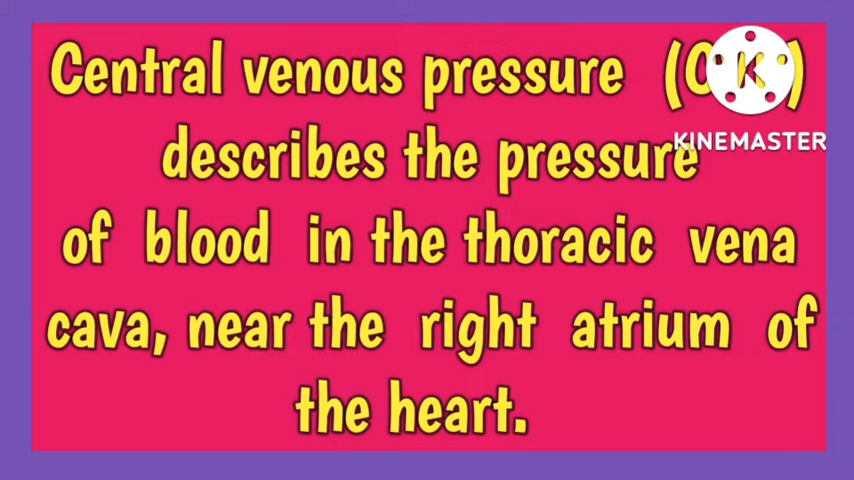 Central venous pressure
describes the pressure
of blood in the thoracic vena
cava, near the right atrium of
the heart.
K
KINEMASTER